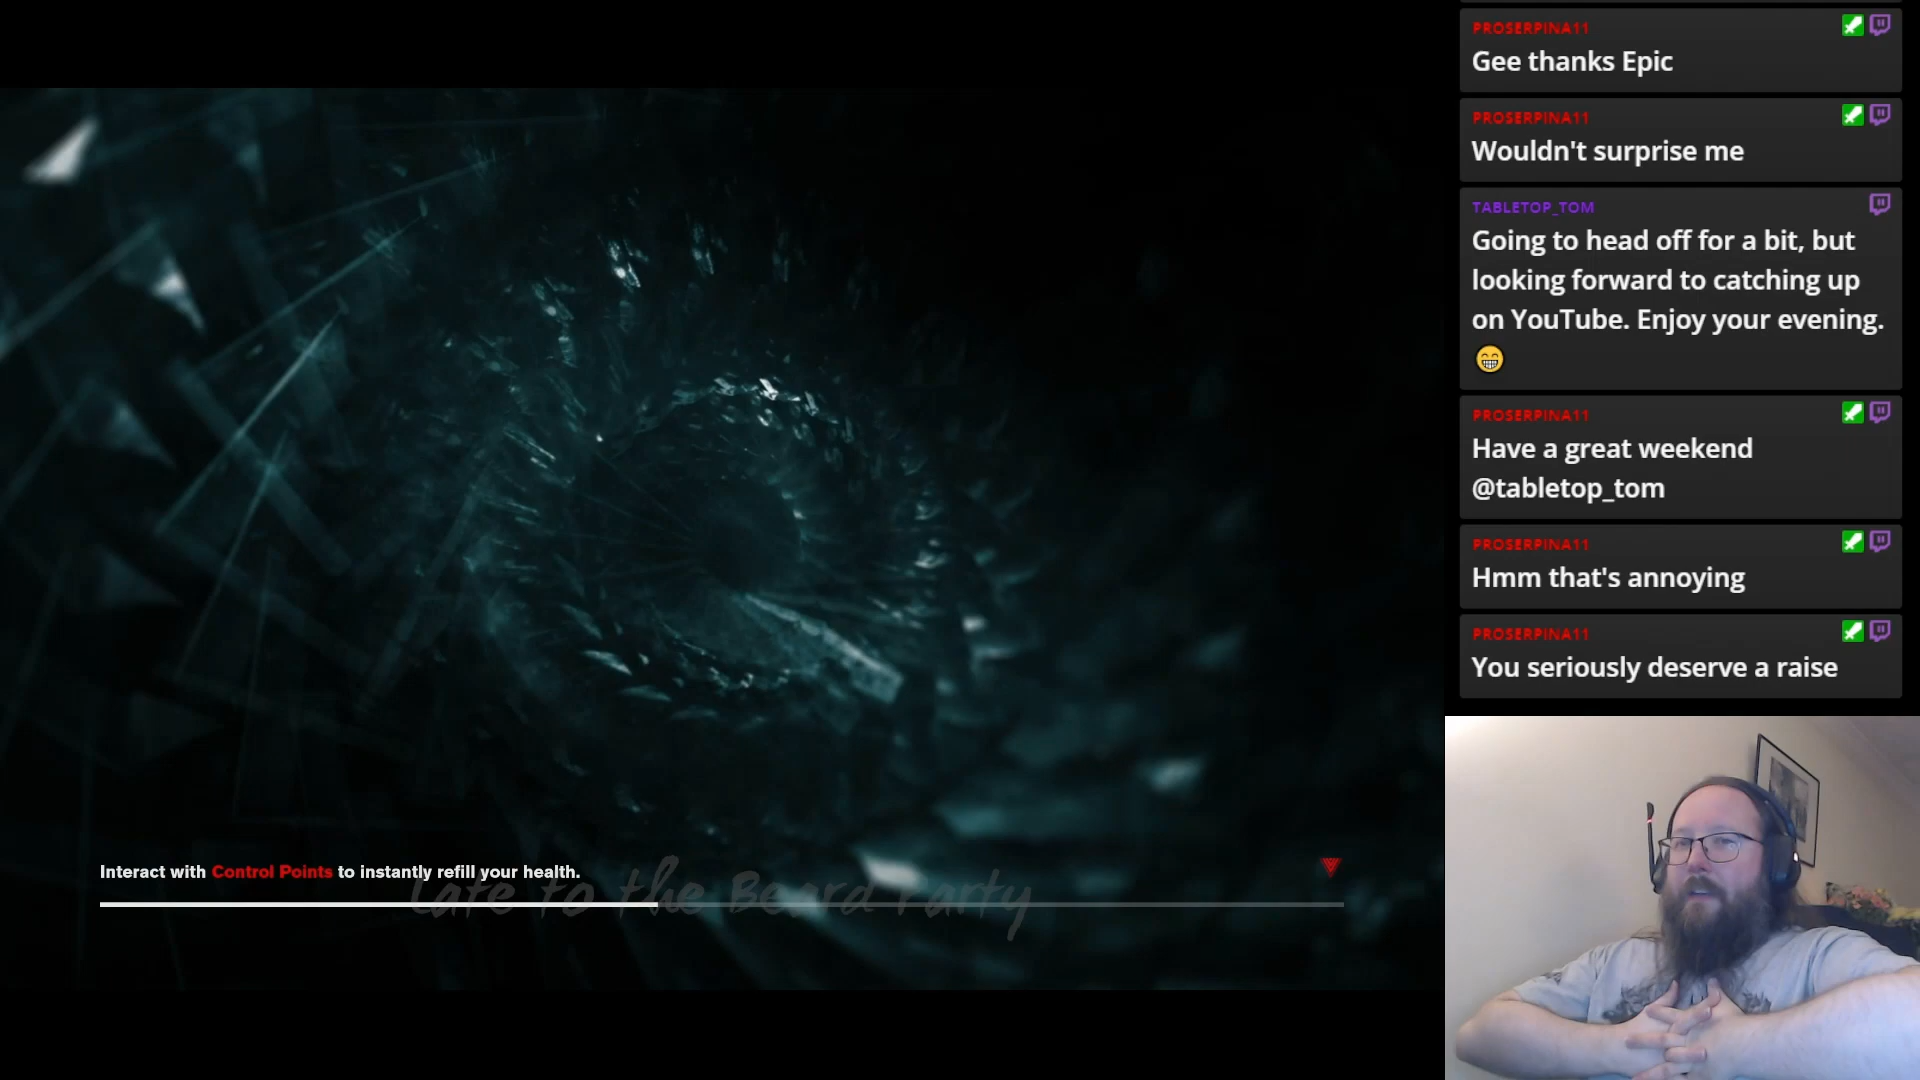 PROSERPINA11
Gee thanks Epic
PROSERPINA11
Wouldn't surprise me
TABLETOP_TOM
Going to head off for a bit, but
looking forward to catching up
on YouTube. Enjoy your evening.
😁
PROSERPINA11
Have a great weekend
@tabletop_tom
PROSERPINA11
Hmm that's annoying
PROSERPINA11
You seriously deserve a raise
Interact with Control Points to instantly refill your health.
Late to the Beard Party